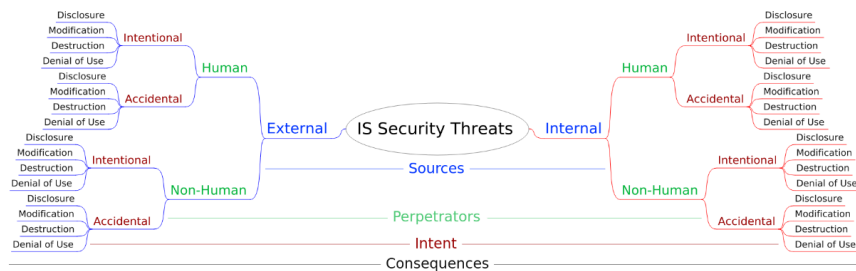 IS Security Threats
External
Human
Intentional
Disclosure
Modification
Destruction
Denial of Use
Accidental
Disclosure
Modification
Destruction
Denial of Use
Non-Human
Intentional
Disclosure
Modification
Destruction
Denial of Use
Accidental
Disclosure
Modification
Destruction
Denial of Use
Internal
Human
Intentional
Disclosure
Modification
Destruction
Denial of Use
Accidental
Disclosure
Modification
Destruction
Denial of Use
Non-Human
Intentional
Disclosure
Modification
Destruction
Denial of Use
Accidental
Disclosure
Modification
Destruction
Denial of Use
Sources
Perpetrators
Intent
Consequences